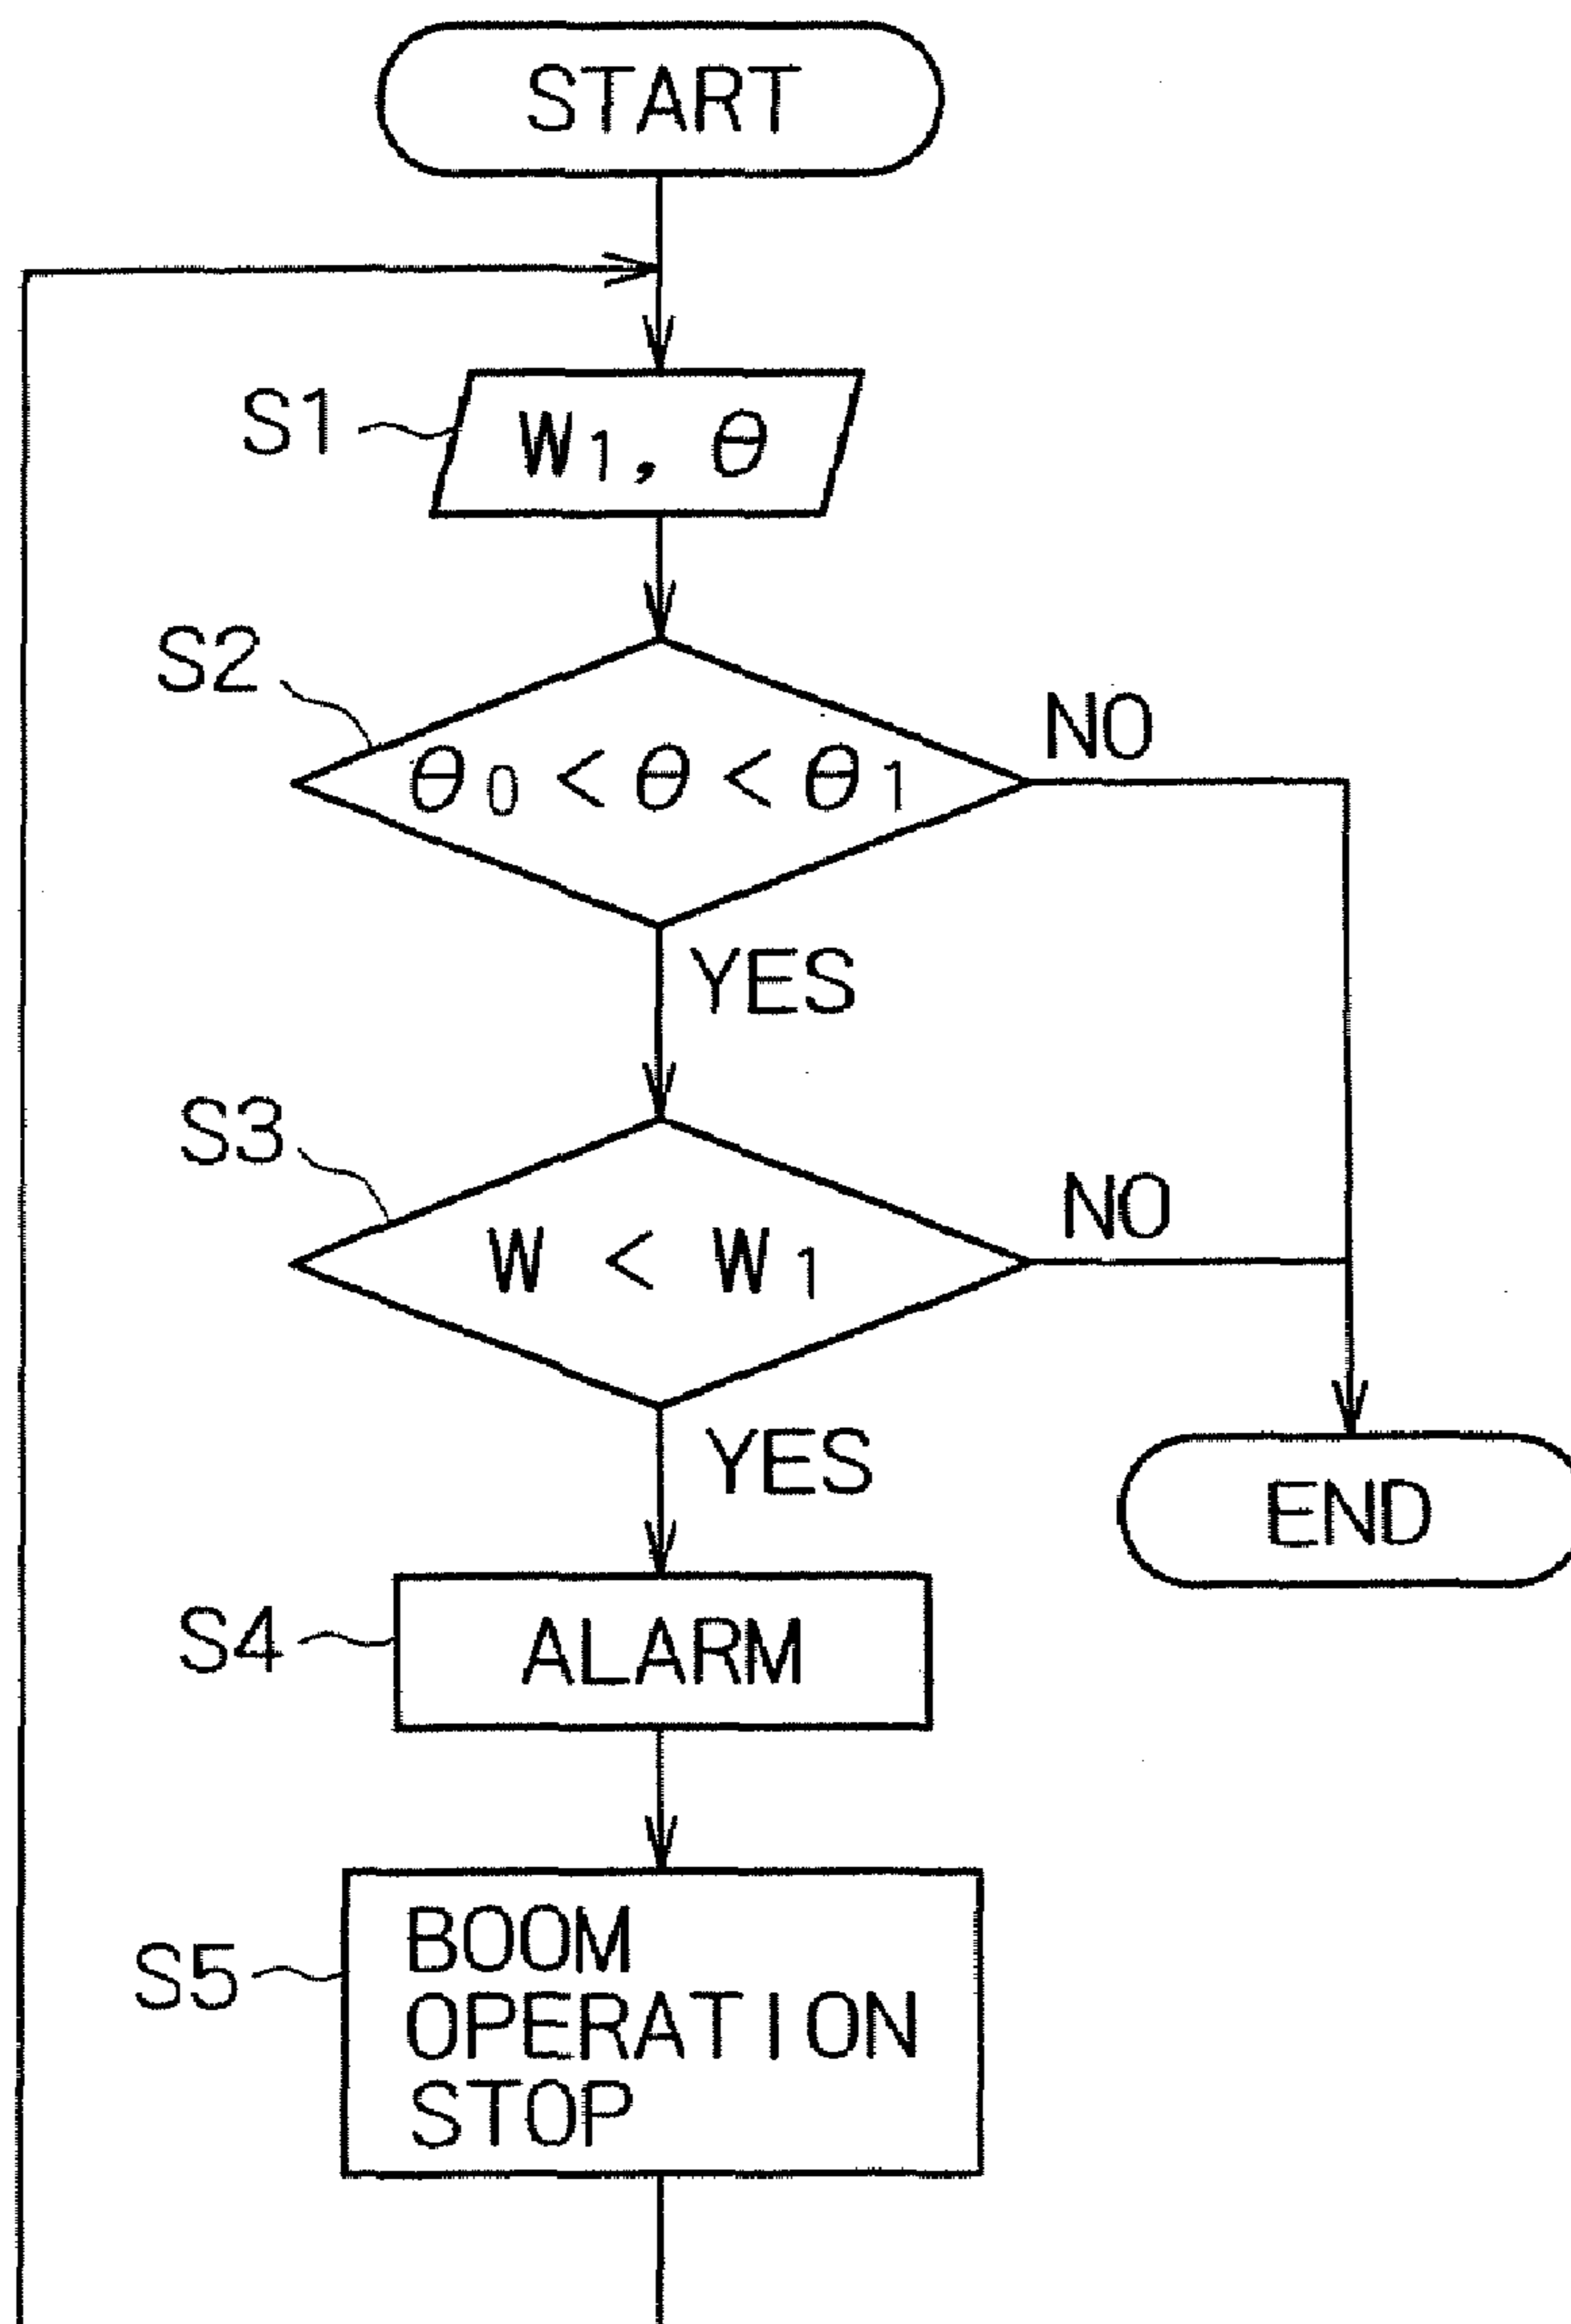 START
S1
W₁, θ
S2
θ₀ < θ < θ₁
NO
YES
S3
W < W₁
NO
YES
END
S4
ALARM
S5
BOOM
OPERATION
STOP